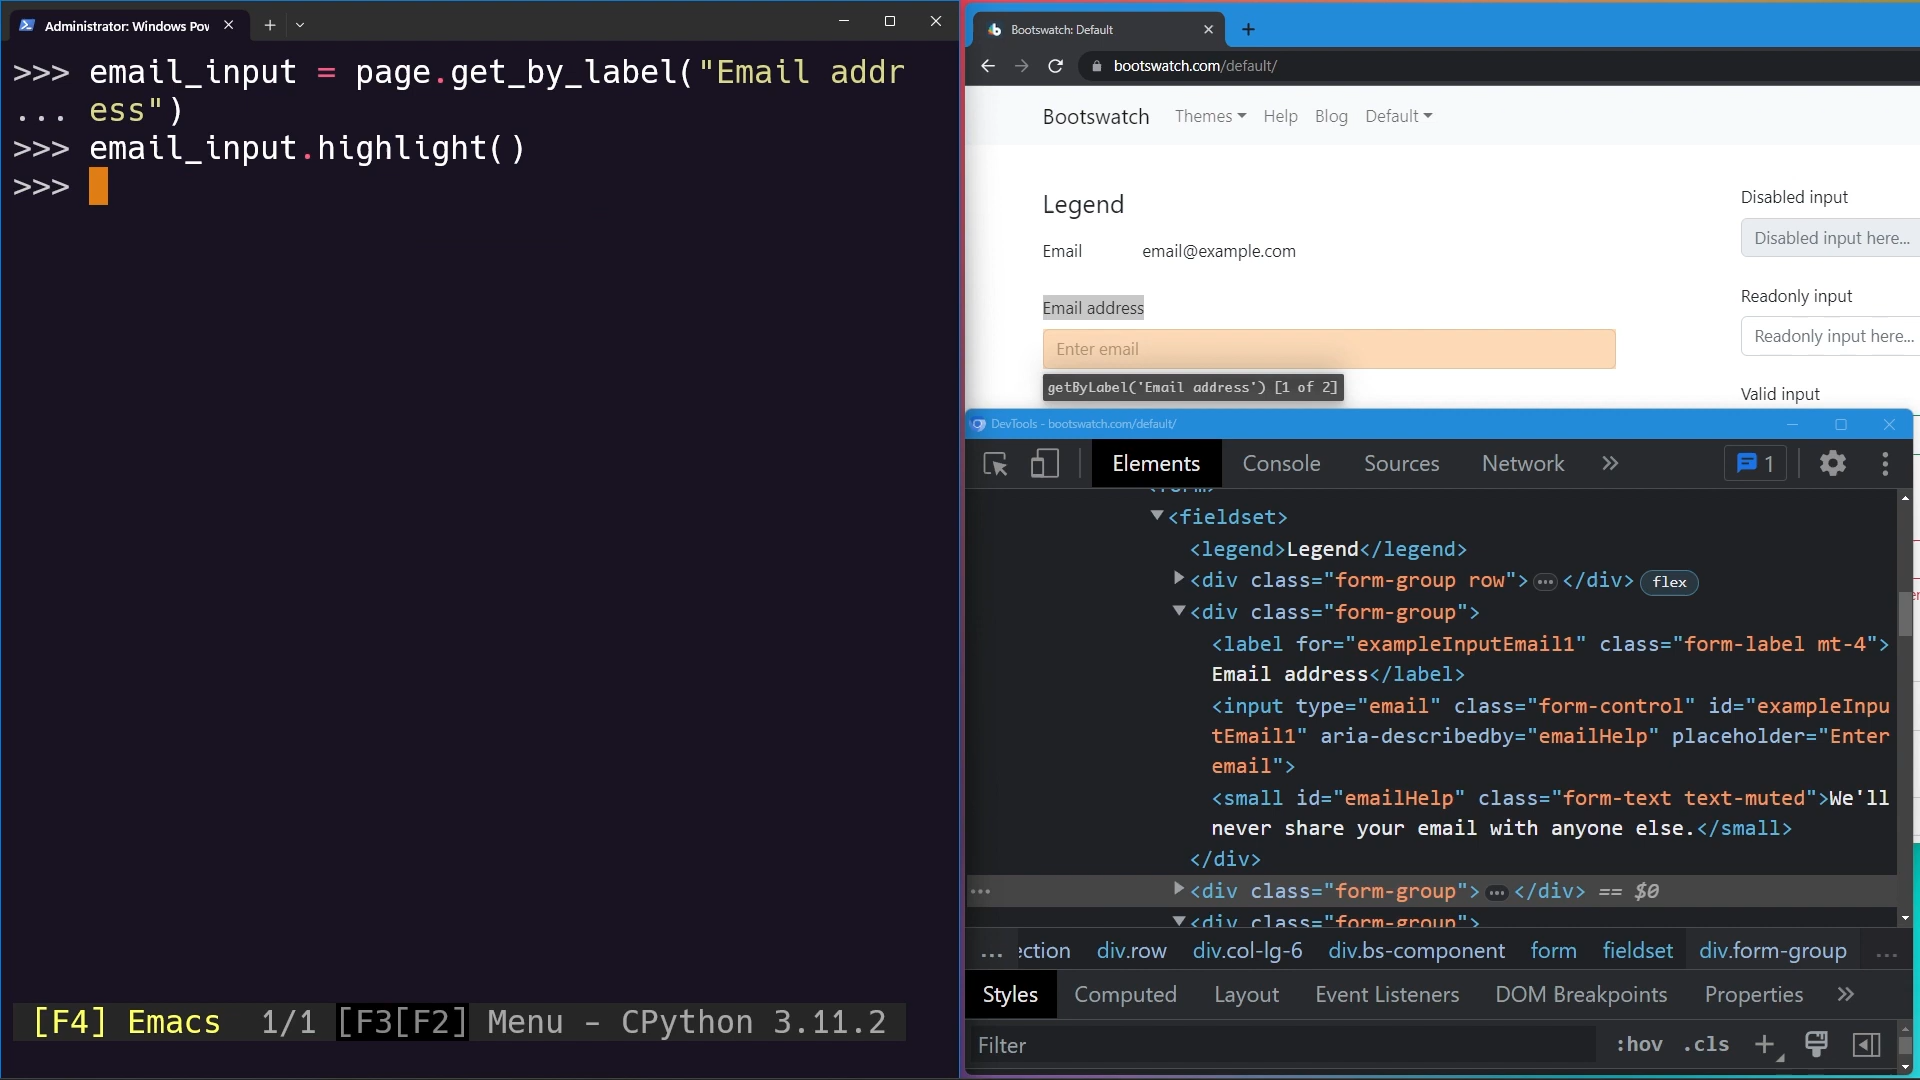 Administrator: Windows Pow
>>> email_input = page.get_by_label("Email addr
... ess")
>>> email_input.highlight()
>>>
[F4] Emacs 1/1 [F3[F2] Menu - CPython 3.11.2
Bootswatch: Default
bootswatch.com/default/
Bootswatch Themes Help Blog Default
Legend
Email email@example.com
Email address
Enter email
getByLabel('Email address') [1 of 2]
Disabled input
Disabled input here...
Readonly input
Readonly input here...
Valid input
DevTools - bootswatch.com/default/
Elements Console Sources Network 1
<fieldset>
<legend>Legend</legend>
<div class="form-group row"> ... </div> flex
<div class="form-group">
<label for="exampleInputEmail1" class="form-label mt-4">
Email address</label>
<input type="email" class="form-control" id="exampleInpu
tEmail1" aria-describedby="emailHelp" placeholder="Enter
email">
<small id="emailHelp" class="form-text text-muted">We'll
never share your email with anyone else.</small>
</div>
... <div class="form-group"> ... </div> == $0
<div class="form-group">
... ection div.row div.col-lg-6 div.bs-component form fieldset div.form-group ...
Styles Computed Layout Event Listeners DOM Breakpoints Properties
Filter :hov .cls